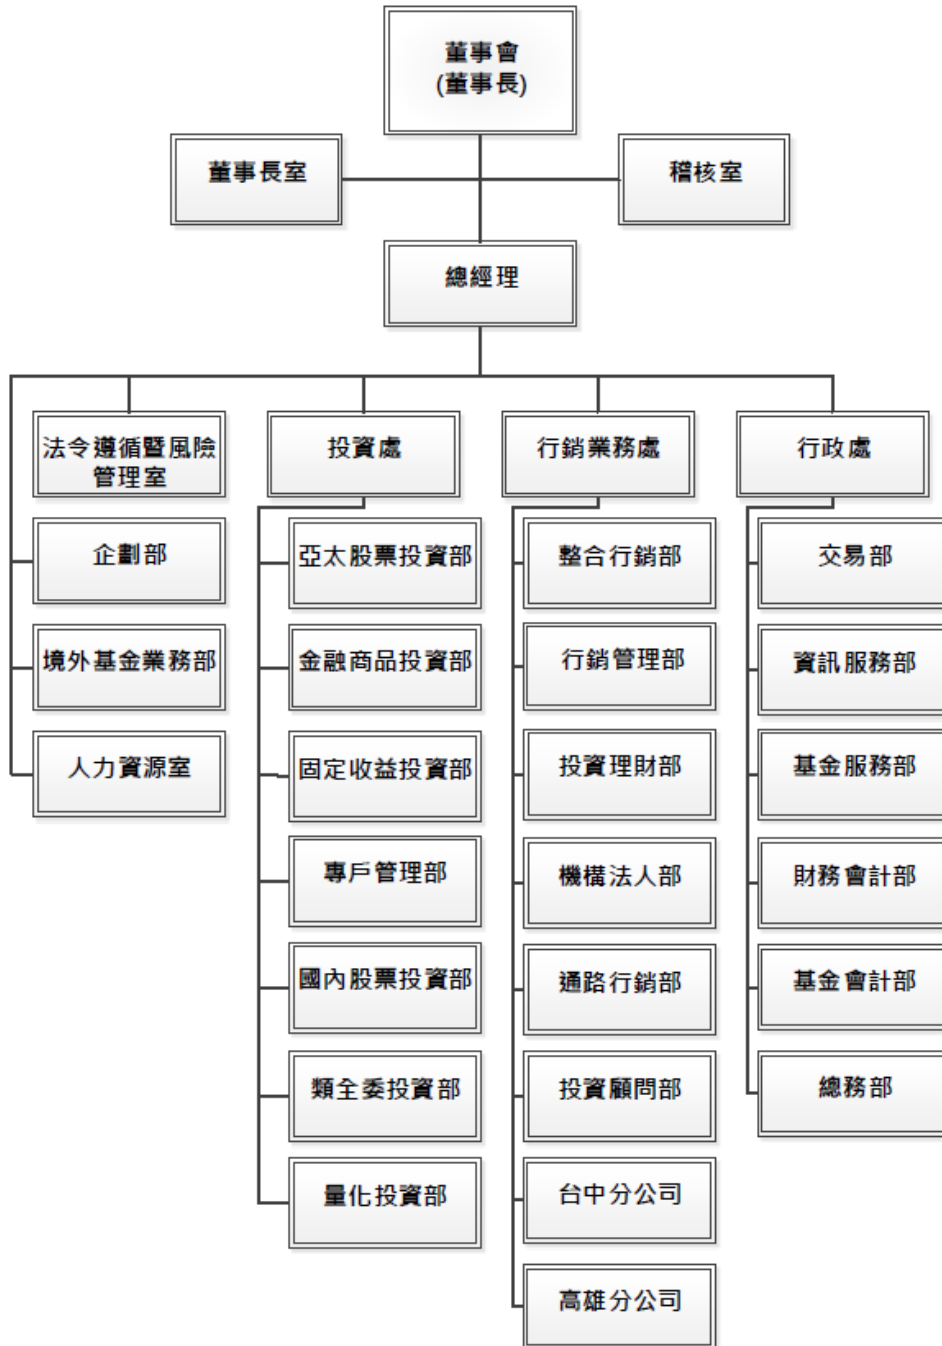 董事會
(董事長)
董事長室
稽核室
總經理
法令遵循暨風險
管理室
企劃部
境外基金業務部
人力資源室
投資處
亞太股票投資部
金融商品投資部
固定收益投資部
專戶管理部
國內股票投資部
類全委投資部
量化投資部
行銷業務處
整合行銷部
行銷管理部
投資理財部
機構法人部
通路行銷部
投資顧問部
台中分公司
高雄分公司
行政處
交易部
資訊服務部
基金服務部
財務會計部
基金會計部
總務部